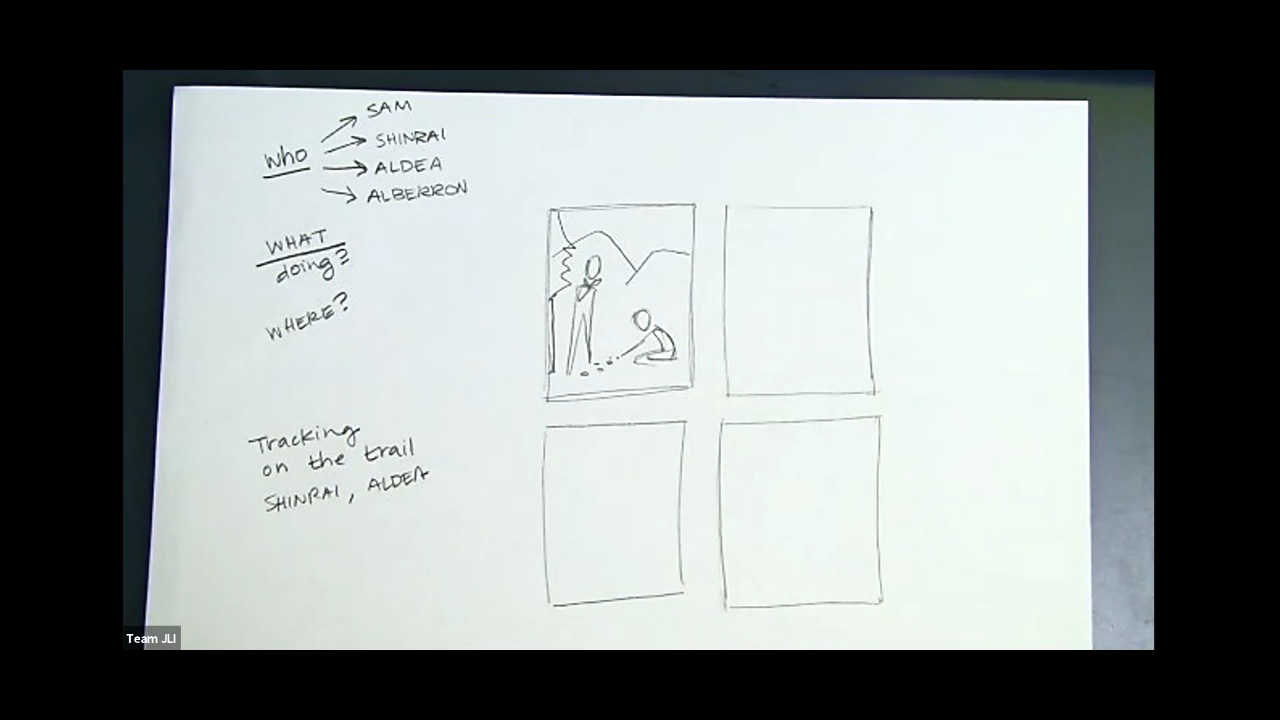 Who
SAM
SHINRAI
ALDEA
ALBERRON
WHAT
doing?
WHERE?
Tracking
on the trail
SHINRAI, ALDEA
Team JLI